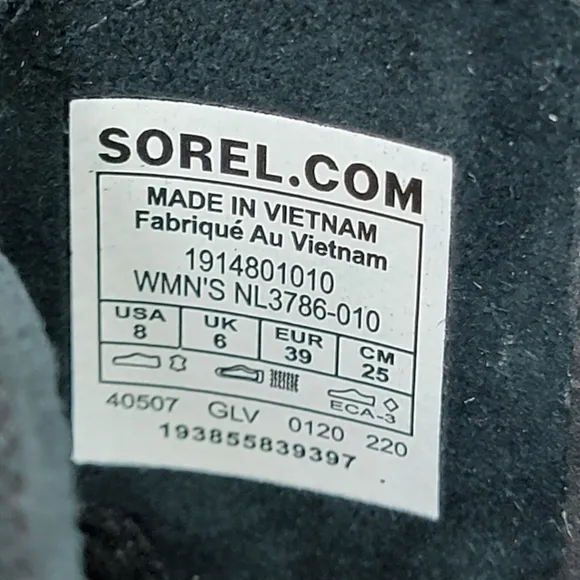 SOREL.COM
MADE IN VIETNAM
Fabriqué Au Vietnam
1914801010
WMN'S NL3786-010
USA UK EUR CM
8 6 39 25
ECA-3
40507 GLV 0120 220
193855839397